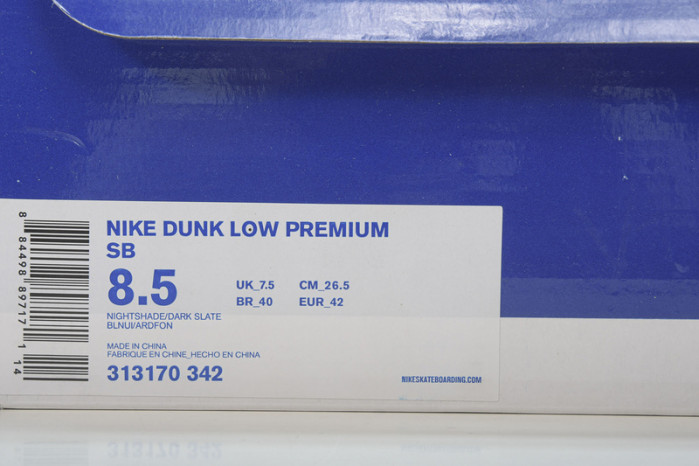 NIKE DUNK LOW PREMIUM
SB
8.5
UK_7.5 CM_26.5
BR_40 EUR_42
NIGHTSHADE/DARK SLATE
BLNUI/ARDFON
MADE IN CHINA
FABRIQUE EN CHINE_HECHO EN CHINA
313170 342
NIKESKATEBOARDING.COM
8 84498 89717 1 14